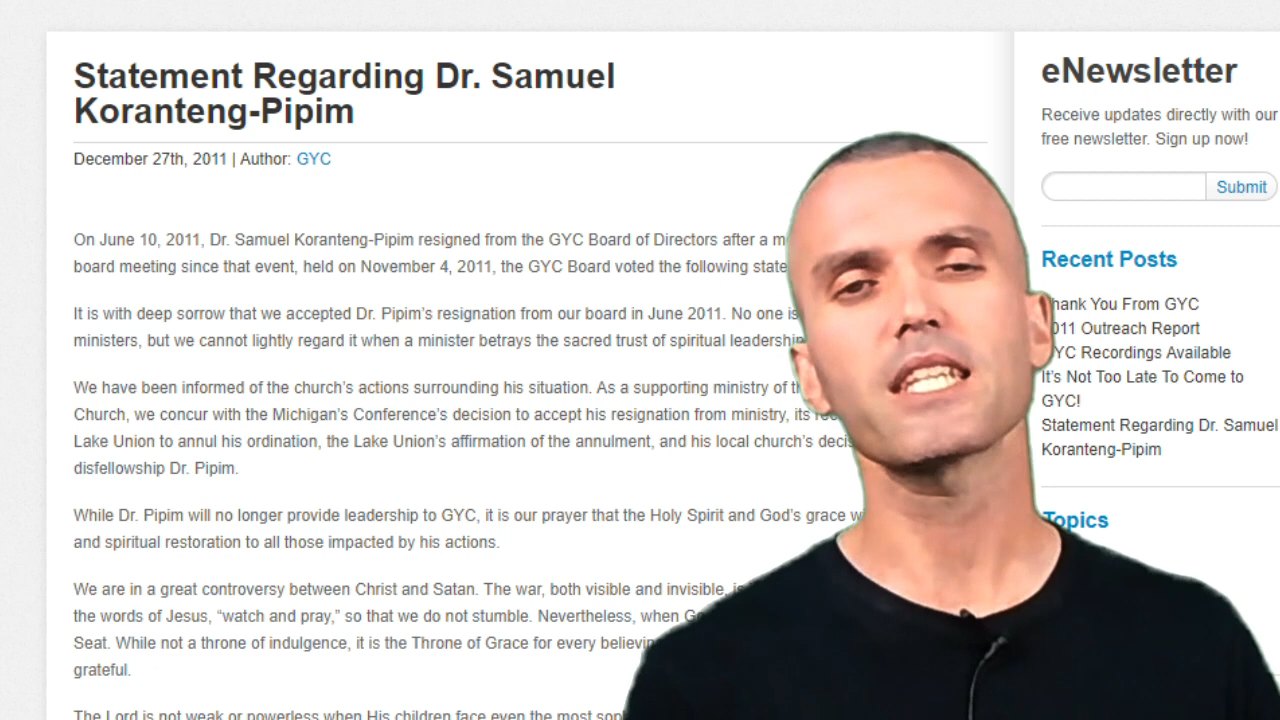 Statement Regarding Dr. Samuel
Koranteng-Pipim
December 27th, 2011 | Author: GYC
On June 10, 2011, Dr. Samuel Koranteng-Pipim resigned from the GYC Board of Directors after a
board meeting since that event, held on November 4, 2011, the GYC Board voted the following
It is with deep sorrow that we accepted Dr. Pipim's resignation from our board in June 2011. No one is
ministers, but we cannot lightly regard it when a minister betrays the sacred trust of spiritual
We have been informed of the church's actions surrounding his situation. As a supporting ministry of
Church, we concur with the Michigan's Conference's decision to accept his resignation from ministry, its
Lake Union to annul his ordination, the Lake Union's affirmation of the annulment, and his local church's
disfellowship Dr. Pipim.
While Dr. Pipim will no longer provide leadership to GYC, it is our prayer that the Holy Spirit and God's grace
and spiritual restoration to all those impacted by his actions.
We are in a great controversy between Christ and Satan. The war, both visible and invisible,
the words of Jesus, “watch and pray,” so that we do not stumble. Nevertheless, when
Seat. While not a throne of indulgence, it is the Throne of Grace for every
grateful.
The Lord is not weak or powerless when His children face even the most
eNewsletter
Receive updates directly with our
free newsletter. Sign up now!
Submit
Recent Posts
hank You From GYC
011 Outreach Report
YC Recordings Available
It's Not Too Late To Come to
GYC!
Statement Regarding Dr. Samuel
Koranteng-Pipim
Topics